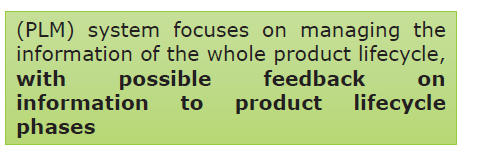 (PLM) system focuses on managing the
information of the whole product lifecycle,
with possible feedback on
information to product lifecycle
phases